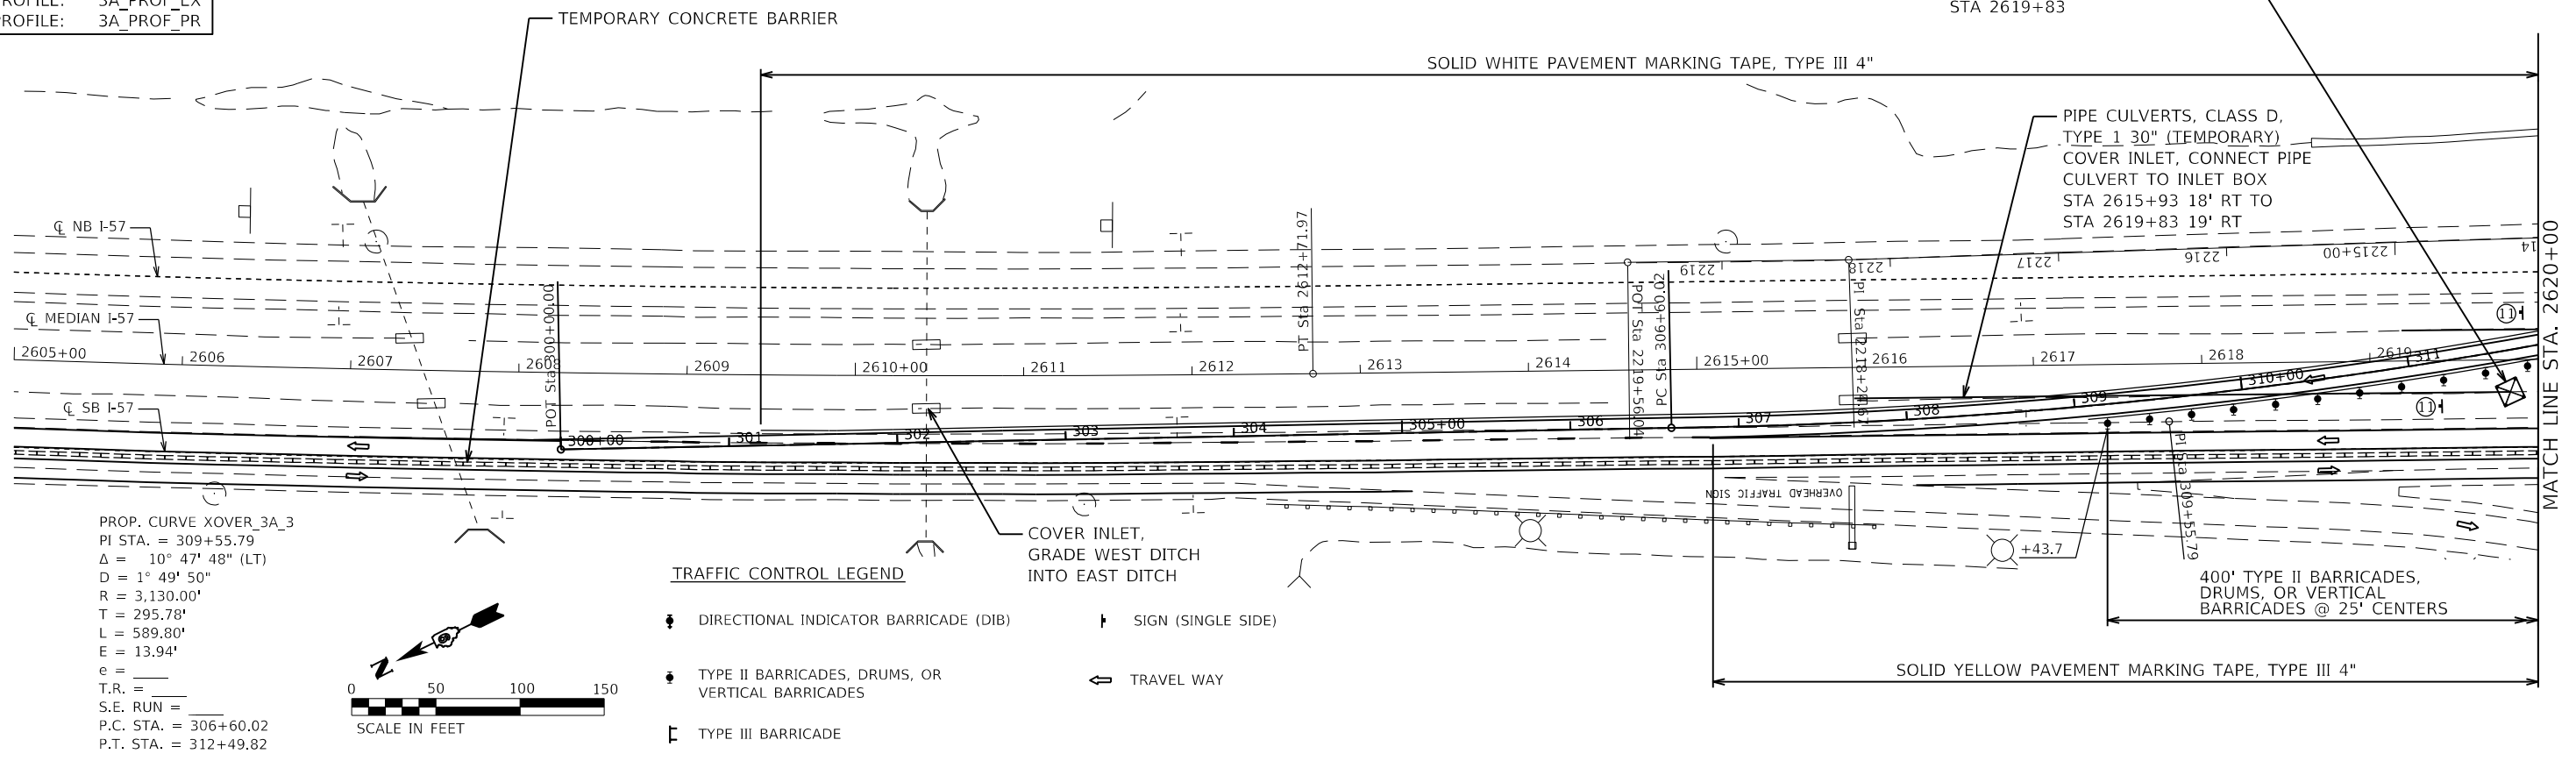 PROFILE: 3A_PROF_EX
PROFILE: 3A_PROF_PR
TEMPORARY CONCRETE BARRIER
STA 2619+83
SOLID WHITE PAVEMENT MARKING TAPE, TYPE III 4"
PIPE CULVERTS, CLASS D,
TYPE 1 30" (TEMPORARY)
COVER INLET, CONNECT PIPE
CULVERT TO INLET BOX
STA 2615+93 18' RT TO
STA 2619+83 19' RT
℄ NB I-57
℄ MEDIAN I-57
℄ SB I-57
2219
2218
2217
2216
2215+00
14
2605+00
2606
2607
2608
2609
2610+00
2611
2612
2613
2614
2615+00
2616
2617
2618
2619
POT Sta 300+00.00
PT Sta 2612+71.97
POT Sta 2219+56.04
PC Sta 306+60.02
PI Sta 309+55.79
300+00
301
302
303
304
305+00
306
307
308
309
310+00
311
11
11
MATCH LINE STA. 2620+00
OVERHEAD TRAFFIC SIGN
+43.7
COVER INLET,
GRADE WEST DITCH
INTO EAST DITCH
400' TYPE II BARRICADES,
DRUMS, OR VERTICAL
BARRICADES @ 25' CENTERS
SOLID YELLOW PAVEMENT MARKING TAPE, TYPE III 4"
PROP. CURVE XOVER_3A_3
PI STA. = 309+55.79
Δ = 10° 47' 48" (LT)
D = 1° 49' 50"
R = 3,130.00'
T = 295.78'
L = 589.80'
E = 13.94'
e = ____
T.R. = ____
S.E. RUN = ____
P.C. STA. = 306+60.02
P.T. STA. = 312+49.82
N
0 50 100 150
SCALE IN FEET
TRAFFIC CONTROL LEGEND
DIRECTIONAL INDICATOR BARRICADE (DIB)
SIGN (SINGLE SIDE)
TYPE II BARRICADES, DRUMS, OR
VERTICAL BARRICADES
TRAVEL WAY
TYPE III BARRICADE